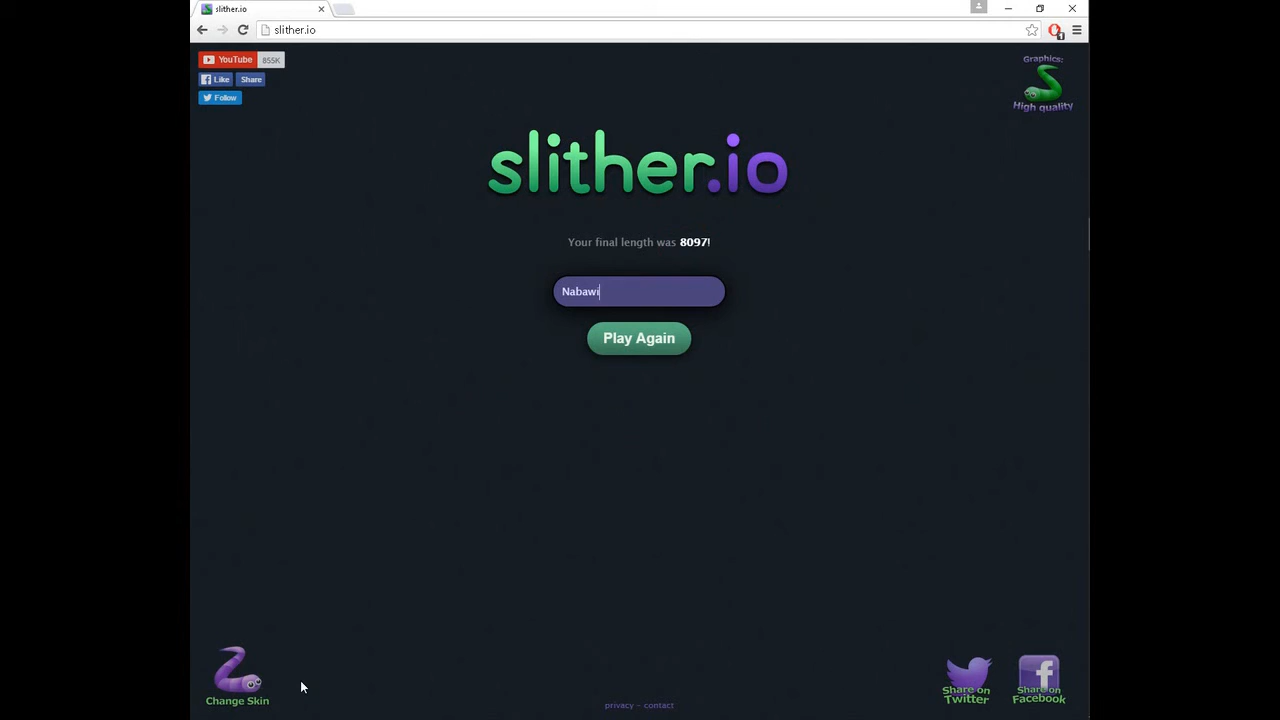 slither.io
slither.io
YouTube 855K
Like Share
Follow
Graphics:
High quality
slither.io
Your final length was 8097!
Nabawi
Play Again
Change Skin
privacy - contact
Share on
Twitter
Share on
Facebook